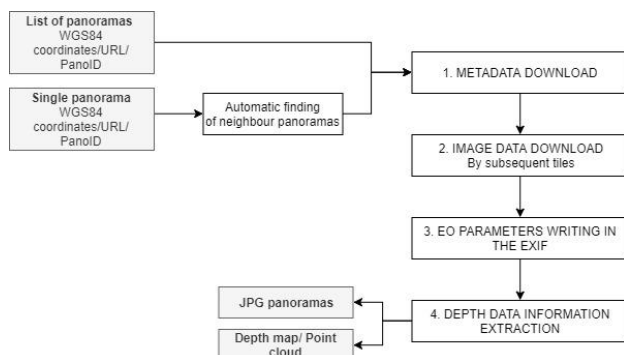 List of panoramas
WGS84
coordinates/URL/
PanoID
1. METADATA DOWNLOAD
Single panorama
WGS84
coordinates/URL/
PanoID
Automatic finding
of neighbour panoramas
2. IMAGE DATA DOWNLOAD
By subsequent tiles
3. EO PARAMETERS WRITING IN
THE EXIF
JPG panoramas
4. DEPTH DATA INFORMATION
EXTRACTION
Depth map/ Point
cloud